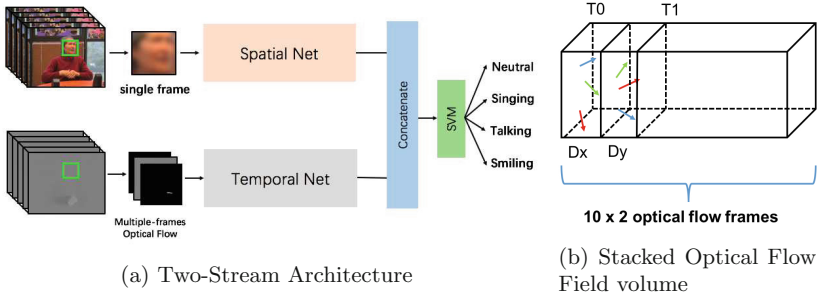 single frame
Spatial Net
Multiple-frames
Optical Flow
Temporal Net
Concatenate
SVM
Neutral
Singing
Talking
Smiling
(a) Two-Stream Architecture
T0 T1
Dx Dy
10 x 2 optical flow frames
(b) Stacked Optical Flow
Field volume